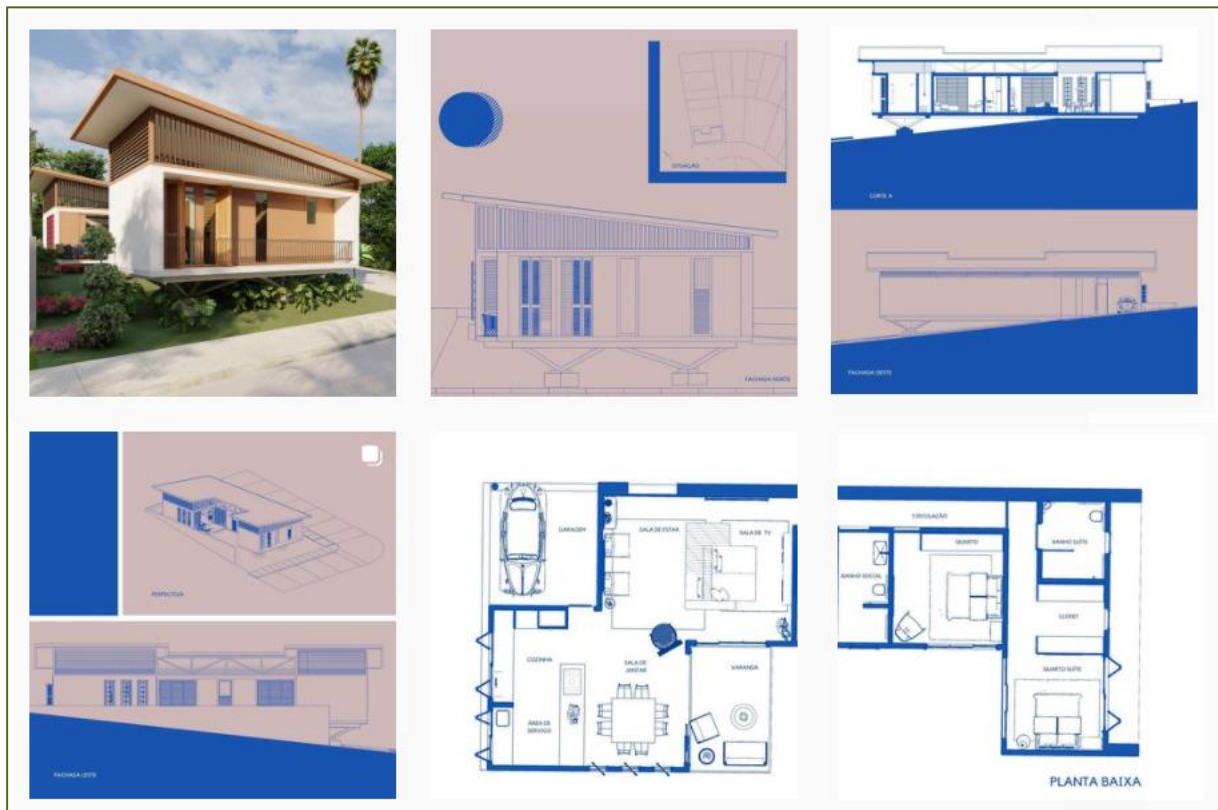 SITUAÇÃO
FACHADA NORTE
CORTE A
FACHADA OESTE
PERSPECTIVA
FACHADA LESTE
GARAGEM
SALA DE ESTAR
SALA DE TV
COZINHA
SALA DE
JANTAR
VARANDA
ÁREA DE
SERVIÇO
CIRCULAÇÃO
QUARTO
BANHO SUÍTE
BANHO SOCIAL
CLOSET
QUARTO SUÍTE
PLANTA BAIXA